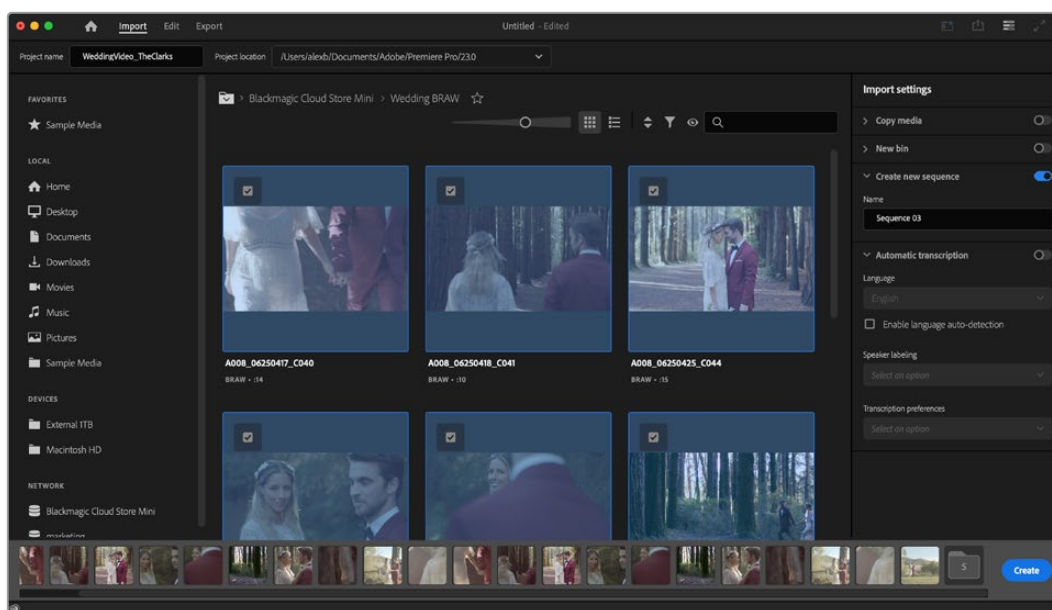 Import Edit Export Untitled - Edited
Project name WeddingVideo_TheClarks Project location /Users/alexb/Documents/Adobe/Premiere Pro/23.0
FAVORITES
Sample Media
LOCAL
Home
Desktop
Documents
Downloads
Movies
Music
Pictures
Sample Media
DEVICES
External 1TB
Macintosh HD
NETWORK
Blackmagic Cloud Store Mini
marketing
> Blackmagic Cloud Store Mini > Wedding BRAW
A008_06250417_C040
BRAW • :14
A008_06250418_C041
BRAW • :10
A008_06250425_C044
BRAW • :15
Import settings
Copy media
New bin
Create new sequence
Name
Sequence 03
Automatic transcription
Language
English
Enable language auto-detection
Speaker labeling
Select an option
Transcription preferences
Select an option
S
Create